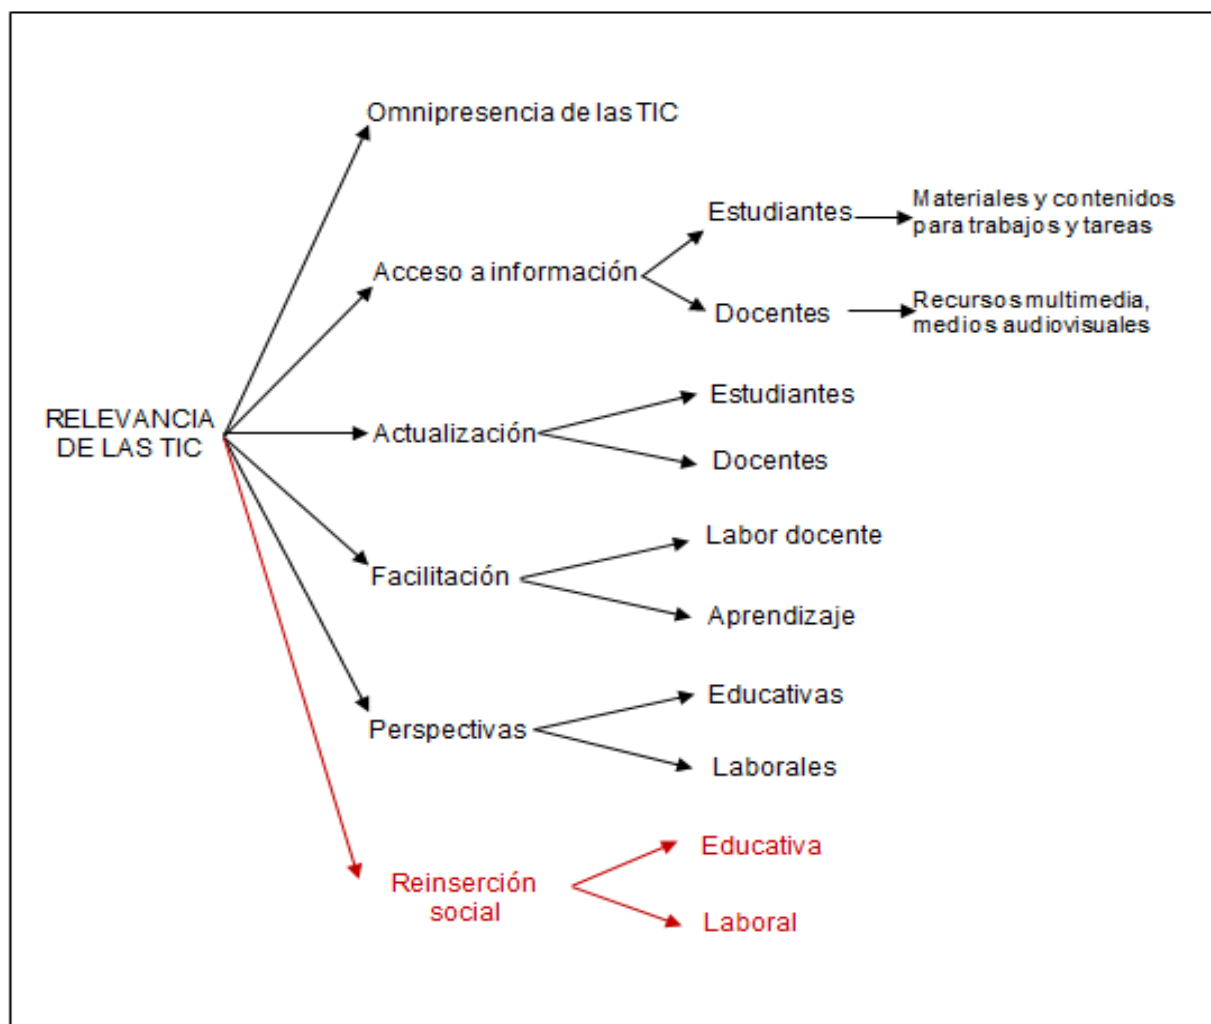 Omnipresencia de las TIC
Estudiantes
Materiales y contenidos
para trabajos y tareas
Acceso a información
Docentes
Recursos multimedia,
medios audiovisuales
RELEVANCIA
DE LAS TIC
Actualización
Estudiantes
Docentes
Facilitación
Labor docente
Aprendizaje
Perspectivas
Educativas
Laborales
Reinserción
social
Educativa
Laboral